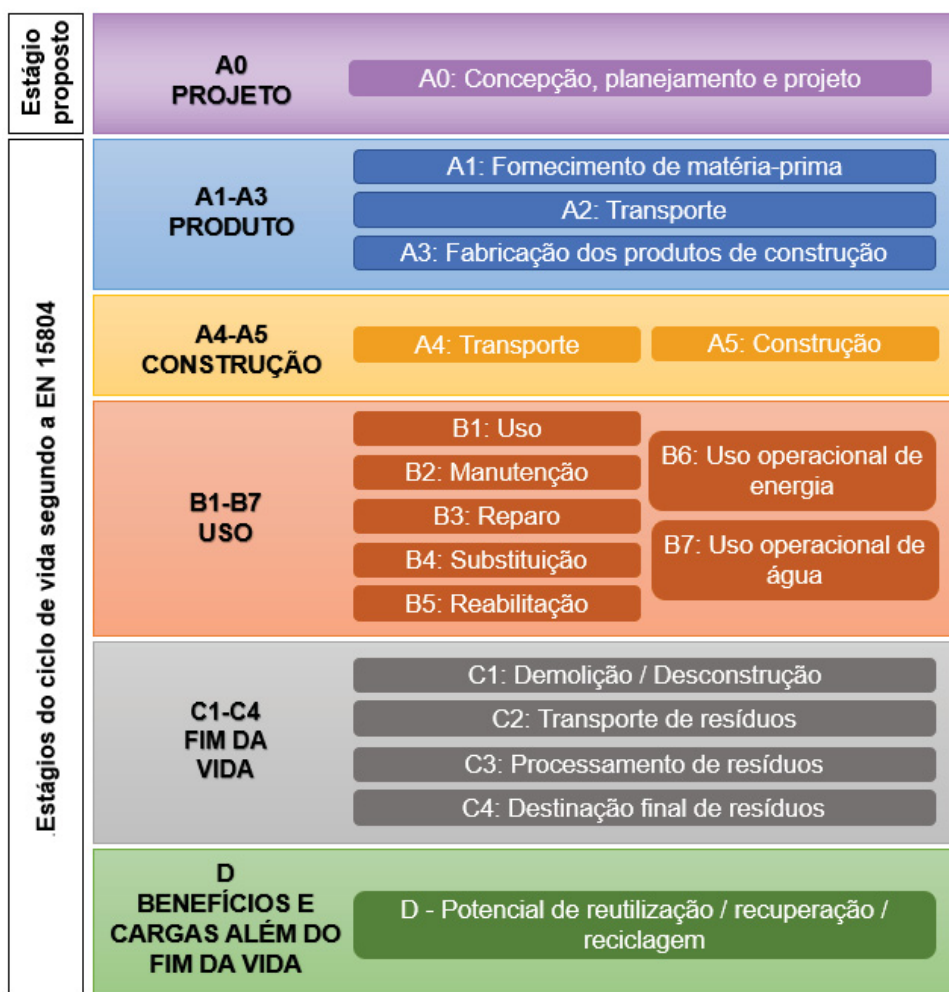 Estágio
proposto
A0
PROJETO
A0: Concepção, planejamento e projeto
.Estágios do ciclo de vida segundo a EN 15804
A1-A3
PRODUTO
A1: Fornecimento de matéria-prima
A2: Transporte
A3: Fabricação dos produtos de construção
A4-A5
CONSTRUÇÃO
A4: Transporte
A5: Construção
B1-B7
USO
B1: Uso
B2: Manutenção
B3: Reparo
B4: Substituição
B5: Reabilitação
B6: Uso operacional de
energia
B7: Uso operacional de
água
C1-C4
FIM DA
VIDA
C1: Demolição / Desconstrução
C2: Transporte de resíduos
C3: Processamento de resíduos
C4: Destinação final de resíduos
D
BENEFÍCIOS E
CARGAS ALÉM DO
FIM DA VIDA
D - Potencial de reutilização / recuperação /
reciclagem